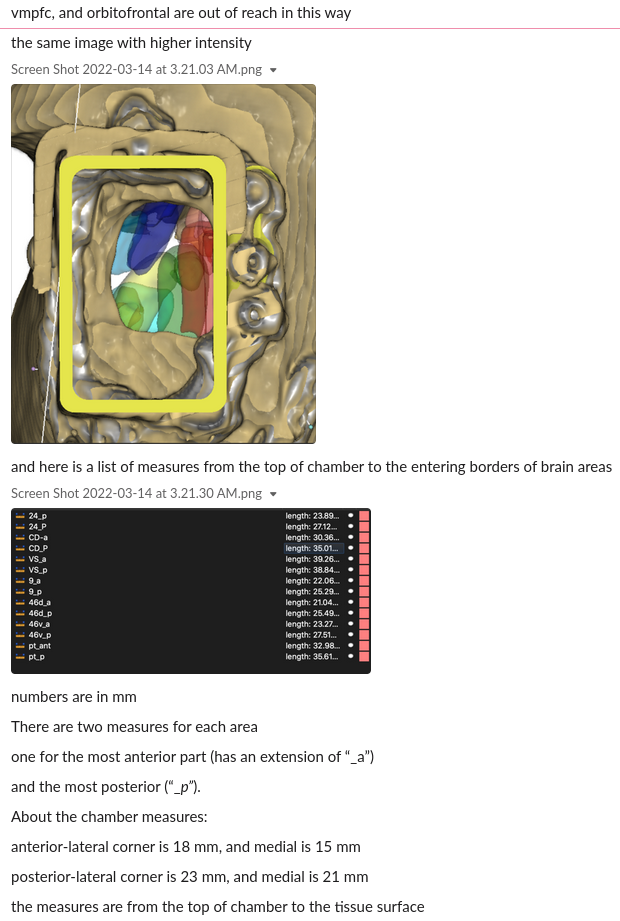 vmpfc, and orbitofrontal are out of reach in this way
the same image with higher intensity
Screen Shot 2022-03-14 at 3.21.03 AM.png
and here is a list of measures from the top of chamber to the entering borders of brain areas
Screen Shot 2022-03-14 at 3.21.30 AM.png
24_p length: 23.89...
24_P length: 27.12...
CD-a length: 30.36...
CD_P length: 35.01...
VS_a length: 39.26...
VS_p length: 38.84...
9_a length: 22.06...
9_p length: 25.29...
46d_a length: 21.04...
46d_p length: 25.49...
46v_a length: 23.27...
46v_p length: 27.51...
pt_ant length: 32.98...
pt_p length: 35.61...
numbers are in mm
There are two measures for each area
one for the most anterior part (has an extension of “_a”)
and the most posterior (“_p”).
About the chamber measures:
anterior-lateral corner is 18 mm, and medial is 15 mm
posterior-lateral corner is 23 mm, and medial is 21 mm
the measures are from the top of chamber to the tissue surface